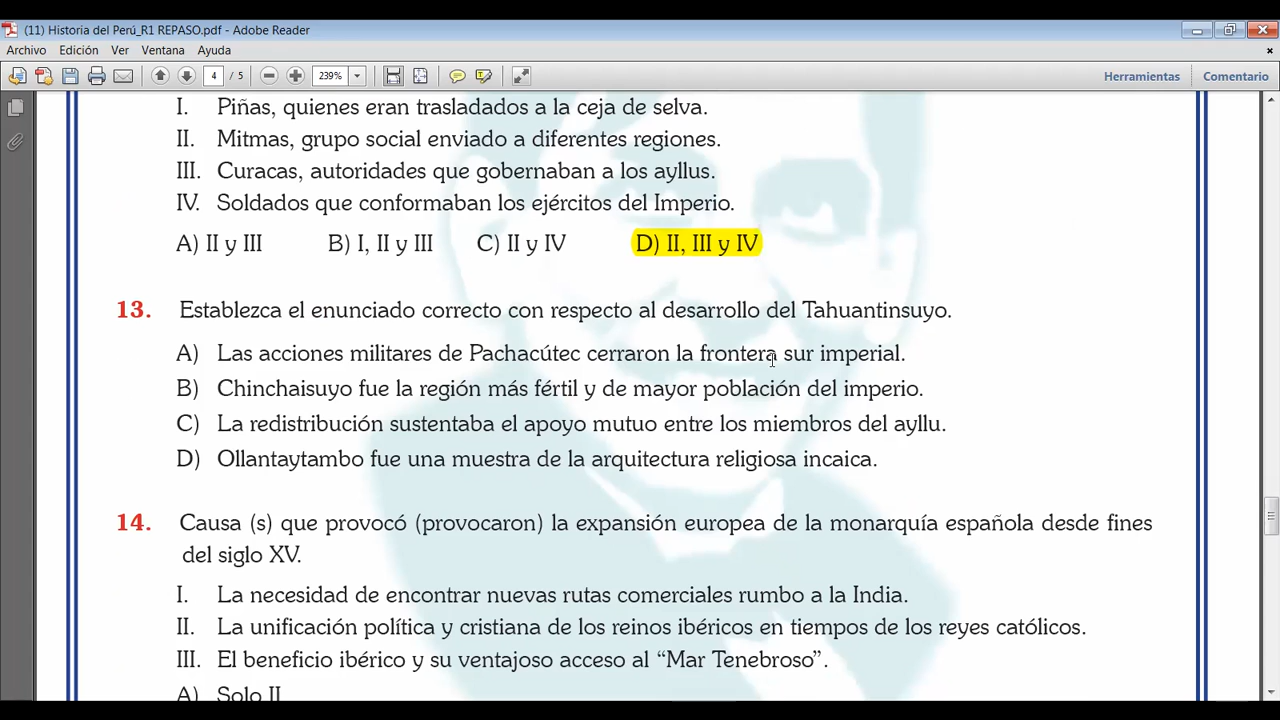 (11) Historia del Perú_R1 REPASO.pdf - Adobe Reader
Archivo Edición Ver Ventana Ayuda
4 / 5 239% Herramientas Comentario
I. Piñas, quienes eran trasladados a la ceja de selva.
II. Mitmas, grupo social enviado a diferentes regiones.
III. Curacas, autoridades que gobernaban a los ayllus.
IV. Soldados que conformaban los ejércitos del Imperio.
A) II y III B) I, II y III C) II y IV D) II, III y IV
13. Establezca el enunciado correcto con respecto al desarrollo del Tahuantinsuyo.
A) Las acciones militares de Pachacútec cerraron la frontera sur imperial.
B) Chinchaisuyo fue la región más fértil y de mayor población del imperio.
C) La redistribución sustentaba el apoyo mutuo entre los miembros del ayllu.
D) Ollantaytambo fue una muestra de la arquitectura religiosa incaica.
14. Causa (s) que provocó (provocaron) la expansión europea de la monarquía española desde fines
del siglo XV.
I. La necesidad de encontrar nuevas rutas comerciales rumbo a la India.
II. La unificación política y cristiana de los reinos ibéricos en tiempos de los reyes católicos.
III. El beneficio ibérico y su ventajoso acceso al “Mar Tenebroso”.
A) Solo II